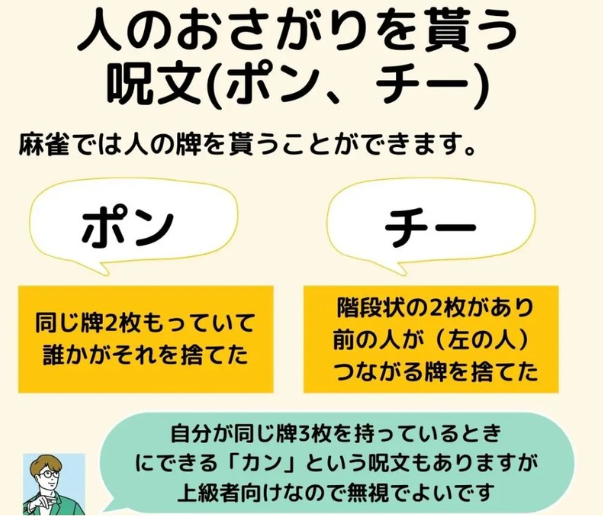 人のおさがりを貰う
呪文(ポン、チー)
麻雀では人の牌を貰うことができます。
ポン
チー
同じ牌2枚もっていて
誰かがそれを捨てた
階段状の2枚があり
前の人が（左の人）
つながる牌を捨てた
自分が同じ牌3枚を持っているとき
にできる「カン」という呪文もありますが
上級者向けなので無視でよいです